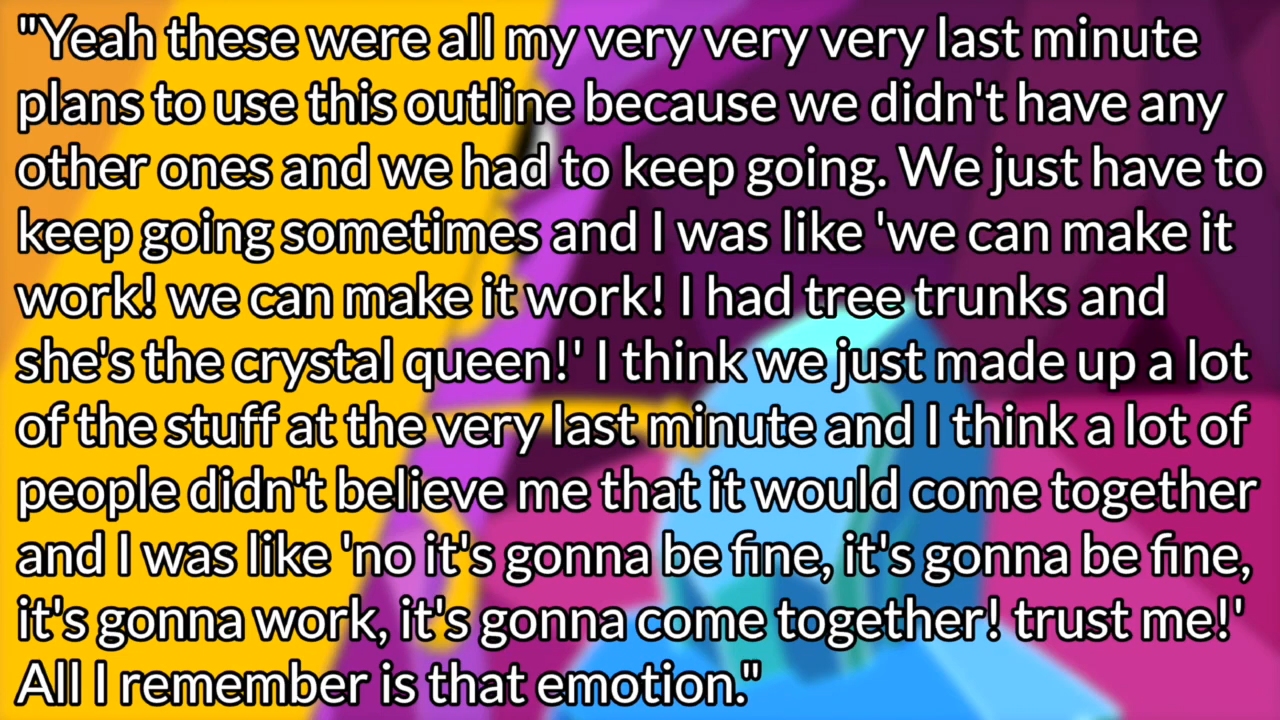 "Yeah these were all my very very very last minute
plans to use this outline because we didn't have any
other ones and we had to keep going. We just have to
keep going sometimes and I was like 'we can make it
work! we can make it work! I had tree trunks and
she's the crystal queen!' I think we just made up a lot
of the stuff at the very last minute and I think a lot of
people didn't believe me that it would come together
and I was like 'no it's gonna be fine, it's gonna be fine,
it's gonna work, it's gonna come together! trust me!'
All I remember is that emotion."